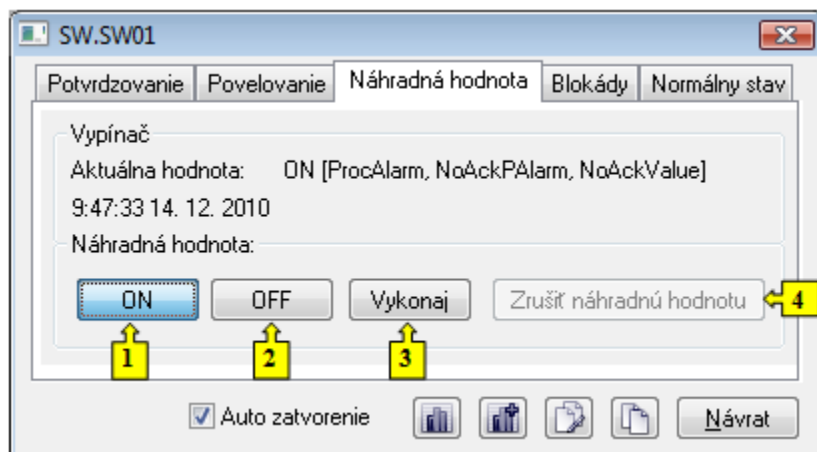 SW.SW01
Potvrdzovanie Povelovanie Náhradná hodnota Blokády Normálny stav
Vypínač
Aktuálna hodnota: ON [ProcAlarm, NoAckPAlarm, NoAckValue]
9:47:33 14. 12. 2010
Náhradná hodnota:
ON OFF Vykonaj Zrušiť náhradnú hodnotu 4
1 2 3
Auto zatvorenie Návrat